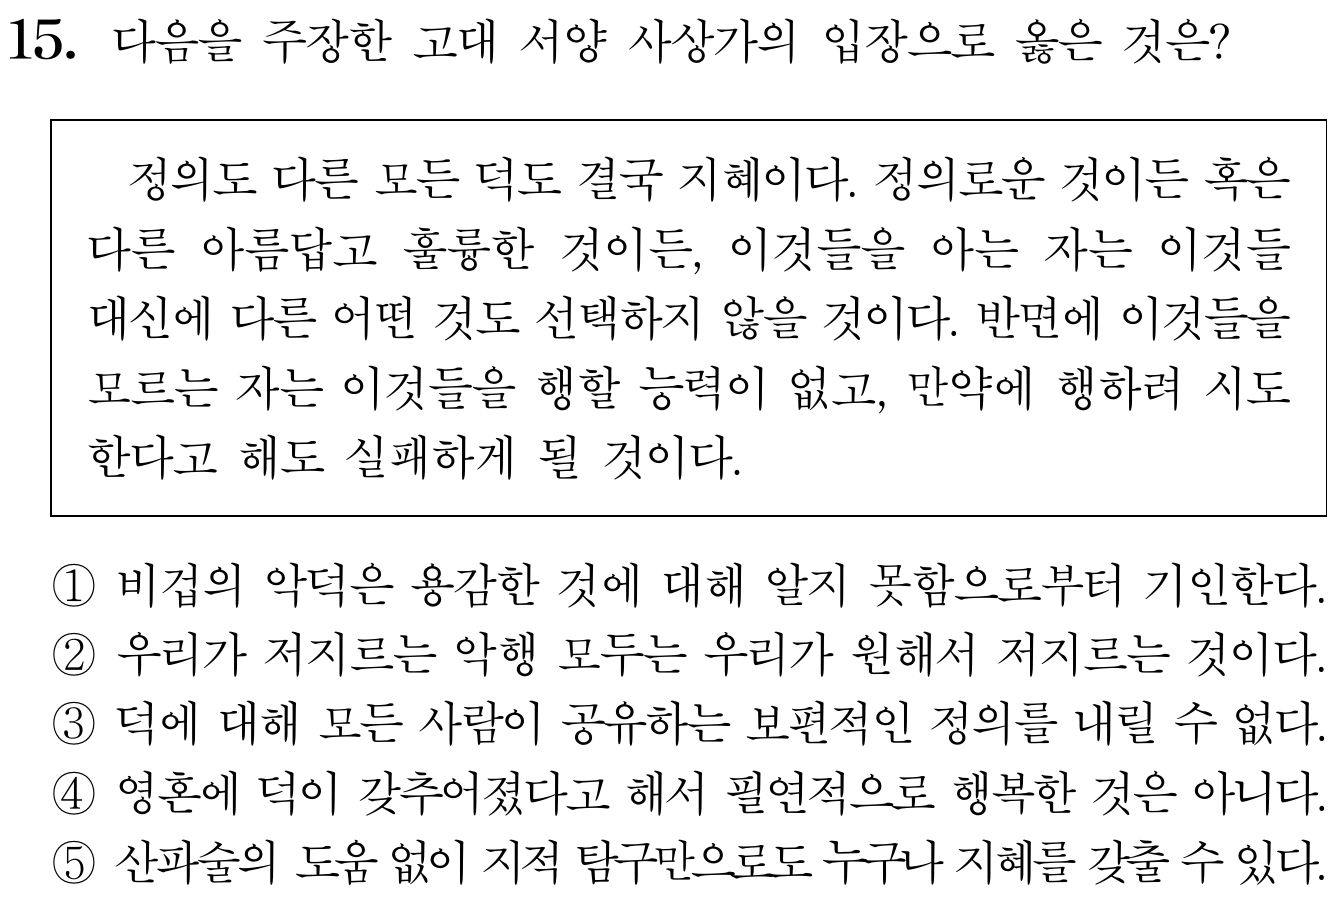 15. 다음을 주장한 고대 서양 사상가의 입장으로 옳은 것은?
정의도 다른 모든 덕도 결국 지혜이다. 정의로운 것이든 혹은
다른 아름답고 훌륭한 것이든, 이것들을 아는 자는 이것들
대신에 다른 어떤 것도 선택하지 않을 것이다. 반면에 이것들을
모르는 자는 이것들을 행할 능력이 없고, 만약에 행하려 시도
한다고 해도 실패하게 될 것이다.
① 비겁의 악덕은 용감한 것에 대해 알지 못함으로부터 기인한다.
② 우리가 저지르는 악행 모두는 우리가 원해서 저지르는 것이다.
③ 덕에 대해 모든 사람이 공유하는 보편적인 정의를 내릴 수 없다.
④ 영혼에 덕이 갖추어졌다고 해서 필연적으로 행복한 것은 아니다.
⑤ 산파술의 도움 없이 지적 탐구만으로도 누구나 지혜를 갖출 수 있다.